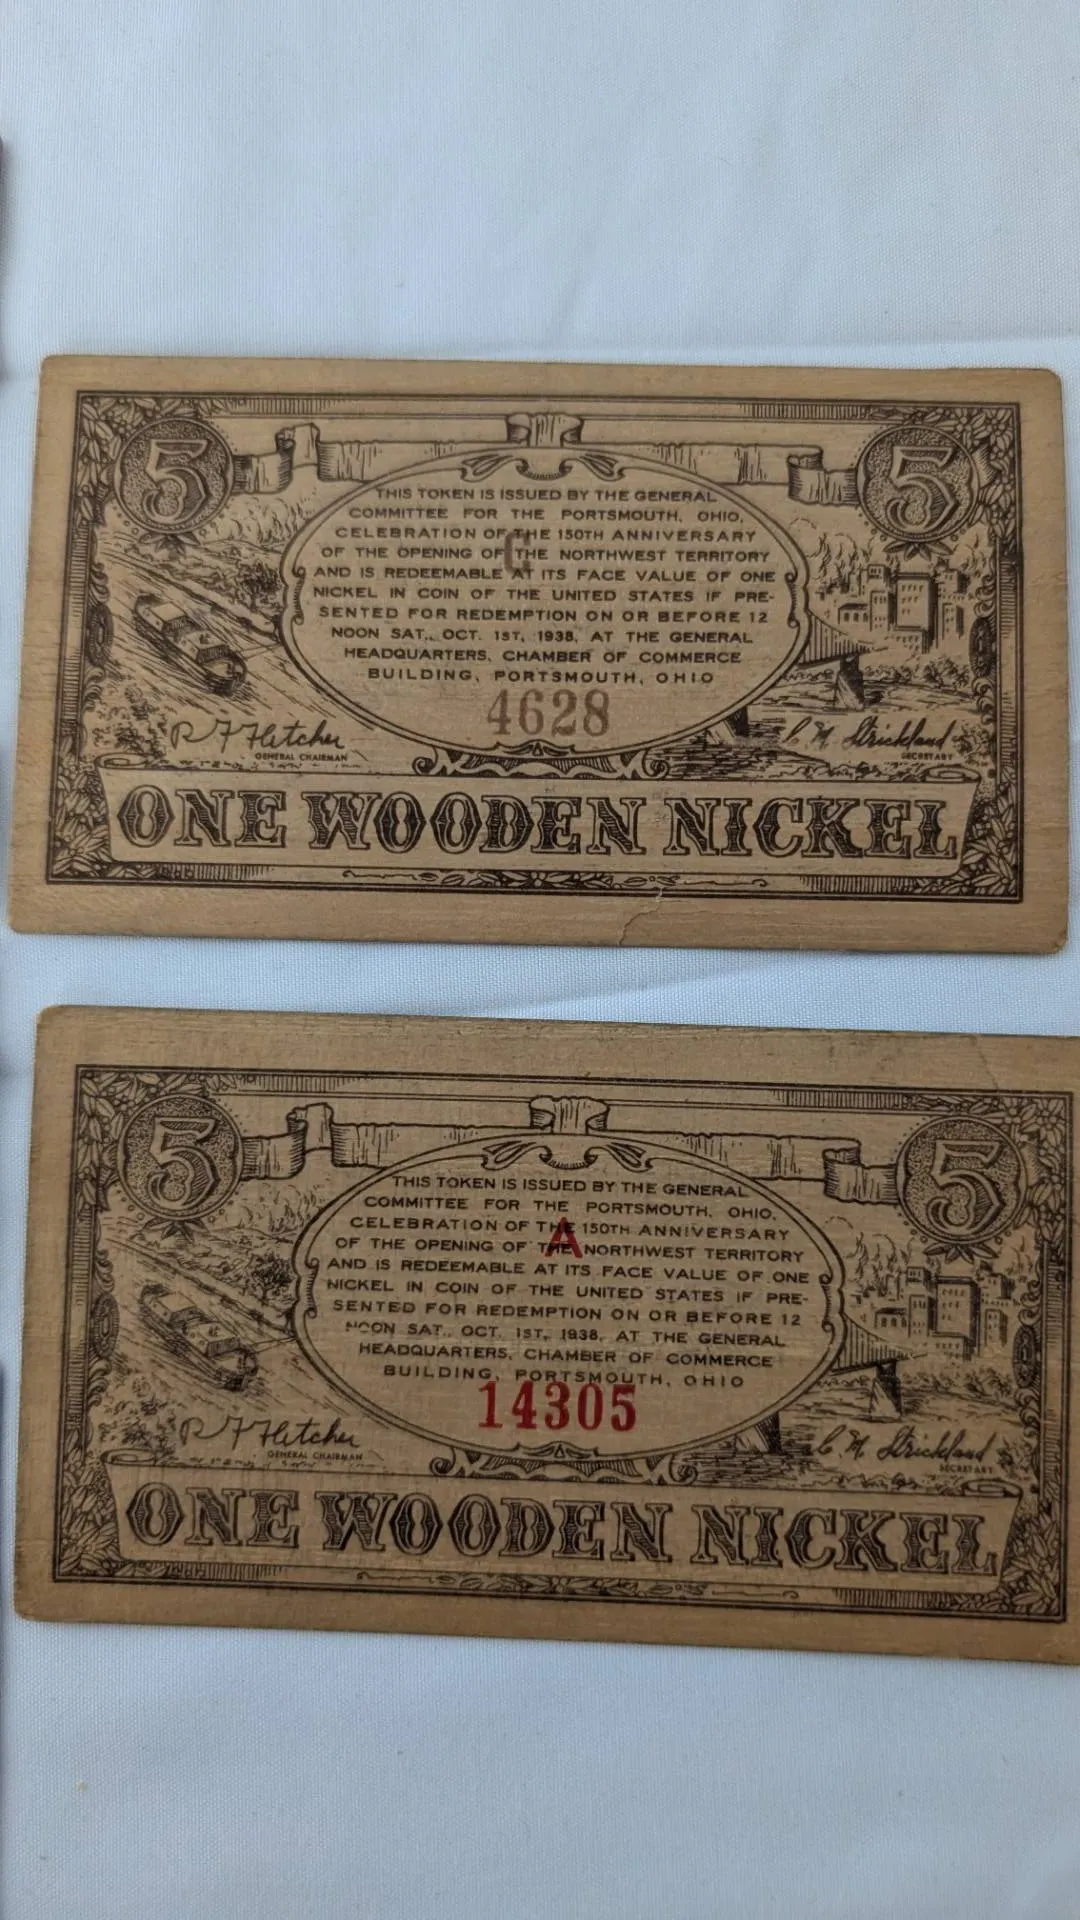 5 5
THIS TOKEN IS ISSUED BY THE GENERAL
COMMITTEE FOR THE PORTSMOUTH, OHIO,
CELEBRATION OF THE 150TH ANNIVERSARY
OF THE OPENING OF THE NORTHWEST TERRITORY
AND IS REDEEMABLE AT ITS FACE VALUE OF ONE
NICKEL IN COIN OF THE UNITED STATES IF PRE-
SENTED FOR REDEMPTION ON OR BEFORE 12
NOON SAT., OCT. 1ST, 1938, AT THE GENERAL
HEADQUARTERS, CHAMBER OF COMMERCE
BUILDING, PORTSMOUTH, OHIO
4628
R F Fletcher
GENERAL CHAIRMAN
C. M. Strickland
SECRETARY
ONE WOODEN NICKEL
5 5
THIS TOKEN IS ISSUED BY THE GENERAL
COMMITTEE FOR THE PORTSMOUTH, OHIO,
CELEBRATION OF THE 150TH ANNIVERSARY
A
OF THE OPENING OF THE NORTHWEST TERRITORY
AND IS REDEEMABLE AT ITS FACE VALUE OF ONE
NICKEL IN COIN OF THE UNITED STATES IF PRE-
SENTED FOR REDEMPTION ON OR BEFORE 12
NOON SAT., OCT. 1ST, 1938, AT THE GENERAL
HEADQUARTERS, CHAMBER OF COMMERCE
BUILDING, PORTSMOUTH, OHIO
14305
R F Fletcher
GENERAL CHAIRMAN
C. M. Strickland
SECRETARY
ONE WOODEN NICKEL